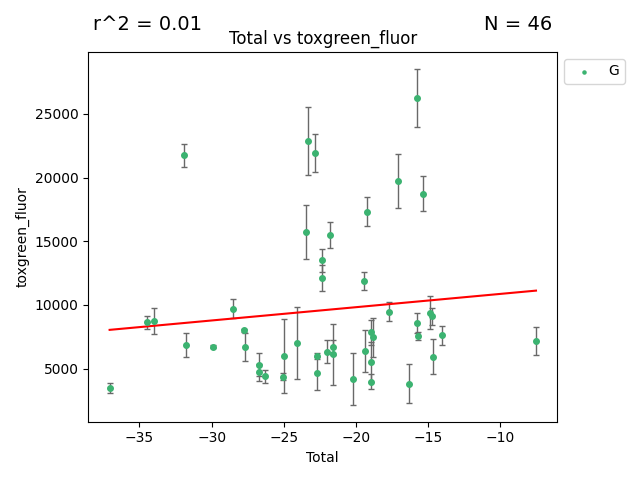 r^2 = 0.01
N = 46
Total vs toxgreen_fluor
G
25000
20000
15000
10000
5000
toxgreen_fluor
−35
−30
−25
−20
−15
−10
Total